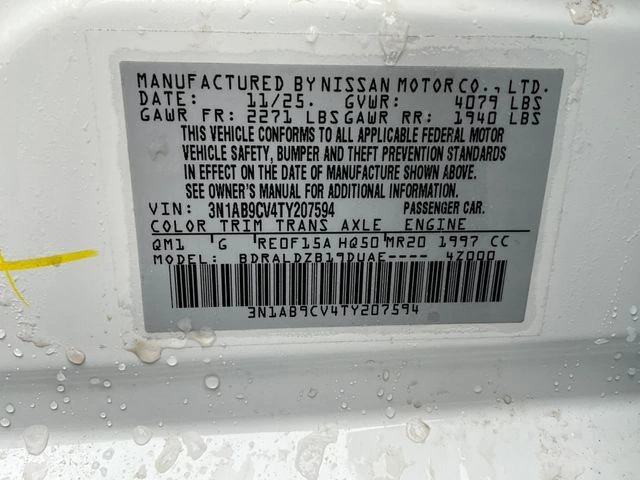 MANUFACTURED BY NISSAN MOTOR CO., LTD.
DATE: 11/25. GVWR: 4079 LBS
GAWR FR: 2271 LBS GAWR RR: 1940 LBS
THIS VEHICLE CONFORMS TO ALL APPLICABLE FEDERAL MOTOR
VEHICLE SAFETY, BUMPER AND THEFT PREVENTION STANDARDS
IN EFFECT ON THE DATE OF MANUFACTURE SHOWN ABOVE.
SEE OWNER'S MANUAL FOR ADDITIONAL INFORMATION.
VIN: 3N1AB9CV4TY207594 PASSENGER CAR.
COLOR TRIM TRANS AXLE ENGINE
QM1 G RE0F15A HQ50 MR20 1997 CC
MODEL: BDRALDZB19DUAE---- 4Z000
3N1AB9CV4TY207594